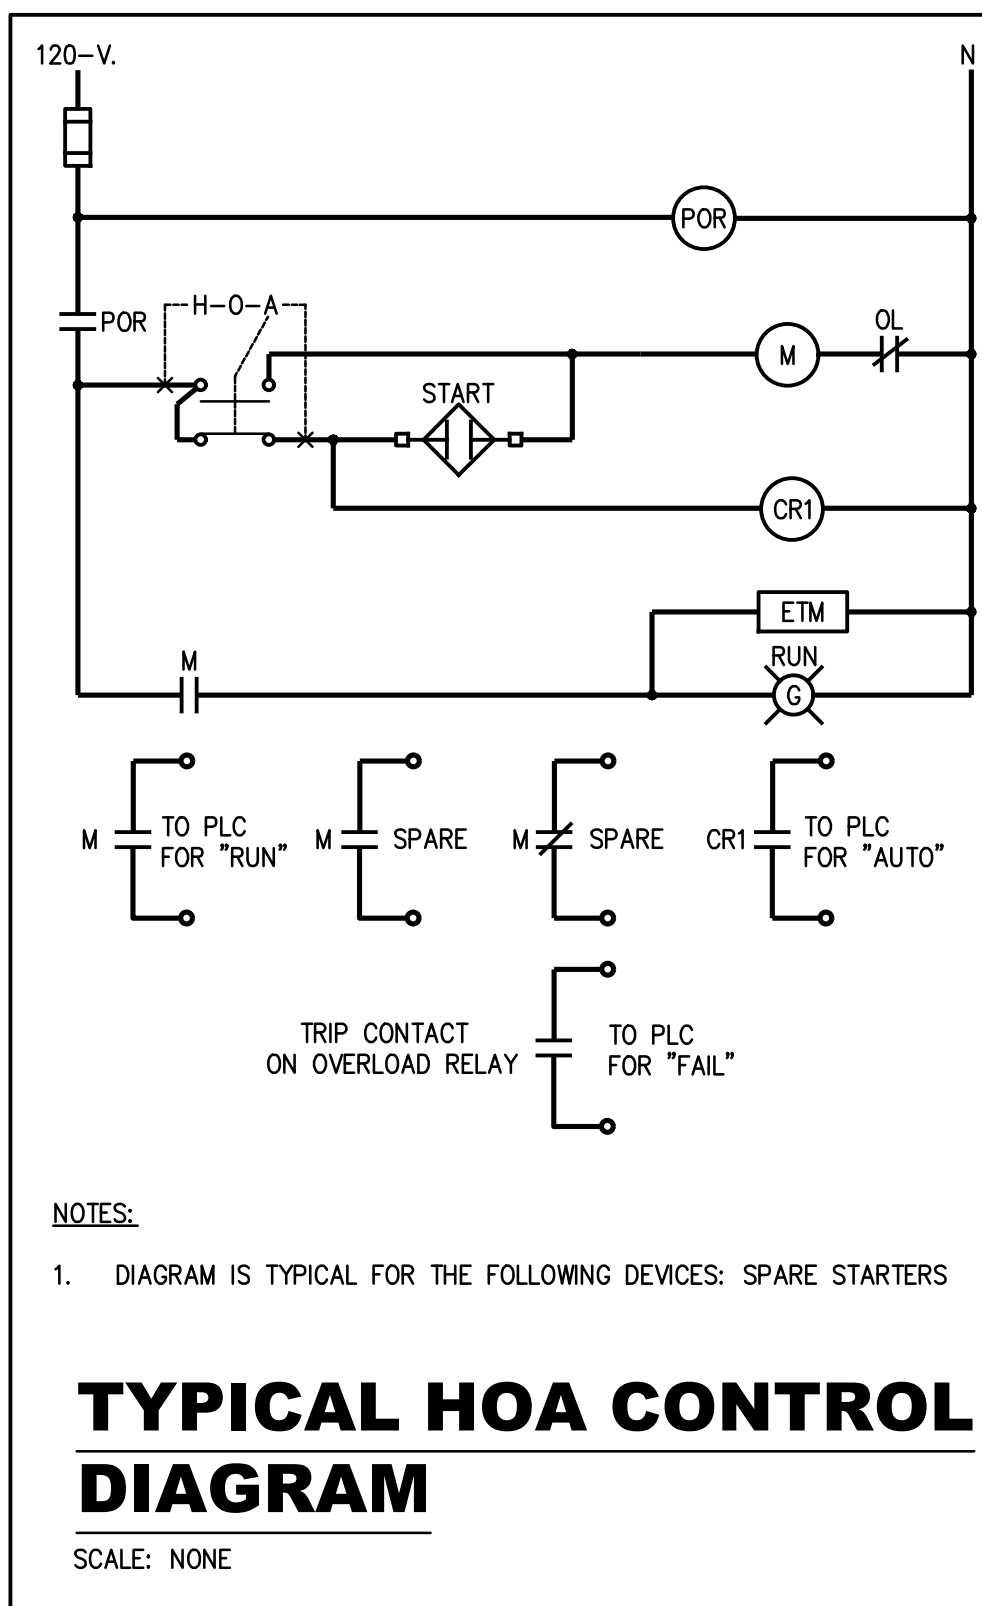 120-V.
N
POR
POR
H-O-A
OL
M
START
CR1
ETM
M
RUN
G
M
TO PLC
FOR "RUN"
M
SPARE
M
SPARE
CR1
TO PLC
FOR "AUTO"
TRIP CONTACT
ON OVERLOAD RELAY
TO PLC
FOR "FAIL"
NOTES:
1. DIAGRAM IS TYPICAL FOR THE FOLLOWING DEVICES: SPARE STARTERS
TYPICAL HOA CONTROL
DIAGRAM
SCALE: NONE